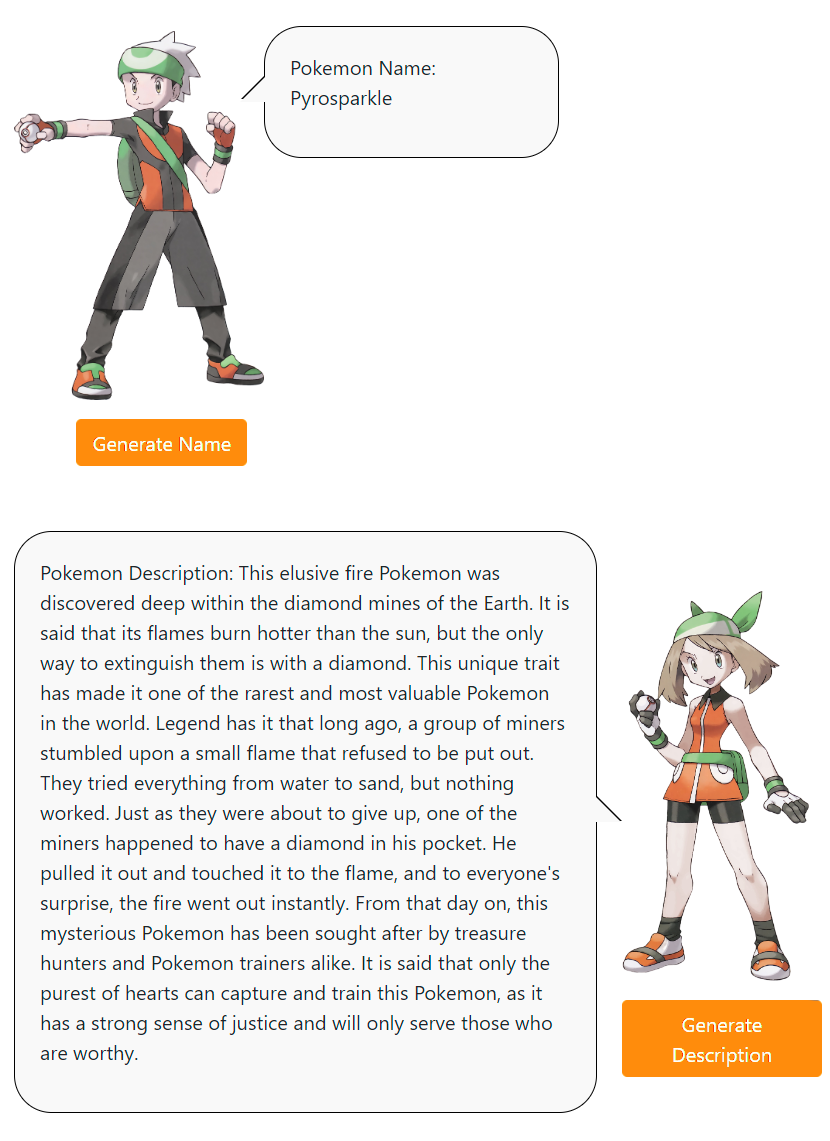 Pokemon Name:
Pyrosparkle
Generate Name
Pokemon Description: This elusive fire Pokemon was
discovered deep within the diamond mines of the Earth. It is
said that its flames burn hotter than the sun, but the only
way to extinguish them is with a diamond. This unique trait
has made it one of the rarest and most valuable Pokemon
in the world. Legend has it that long ago, a group of miners
stumbled upon a small flame that refused to be put out.
They tried everything from water to sand, but nothing
worked. Just as they were about to give up, one of the
miners happened to have a diamond in his pocket. He
pulled it out and touched it to the flame, and to everyone's
surprise, the fire went out instantly. From that day on, this
mysterious Pokemon has been sought after by treasure
hunters and Pokemon trainers alike. It is said that only the
purest of hearts can capture and train this Pokemon, as it
has a strong sense of justice and will only serve those who
are worthy.
Generate
Description